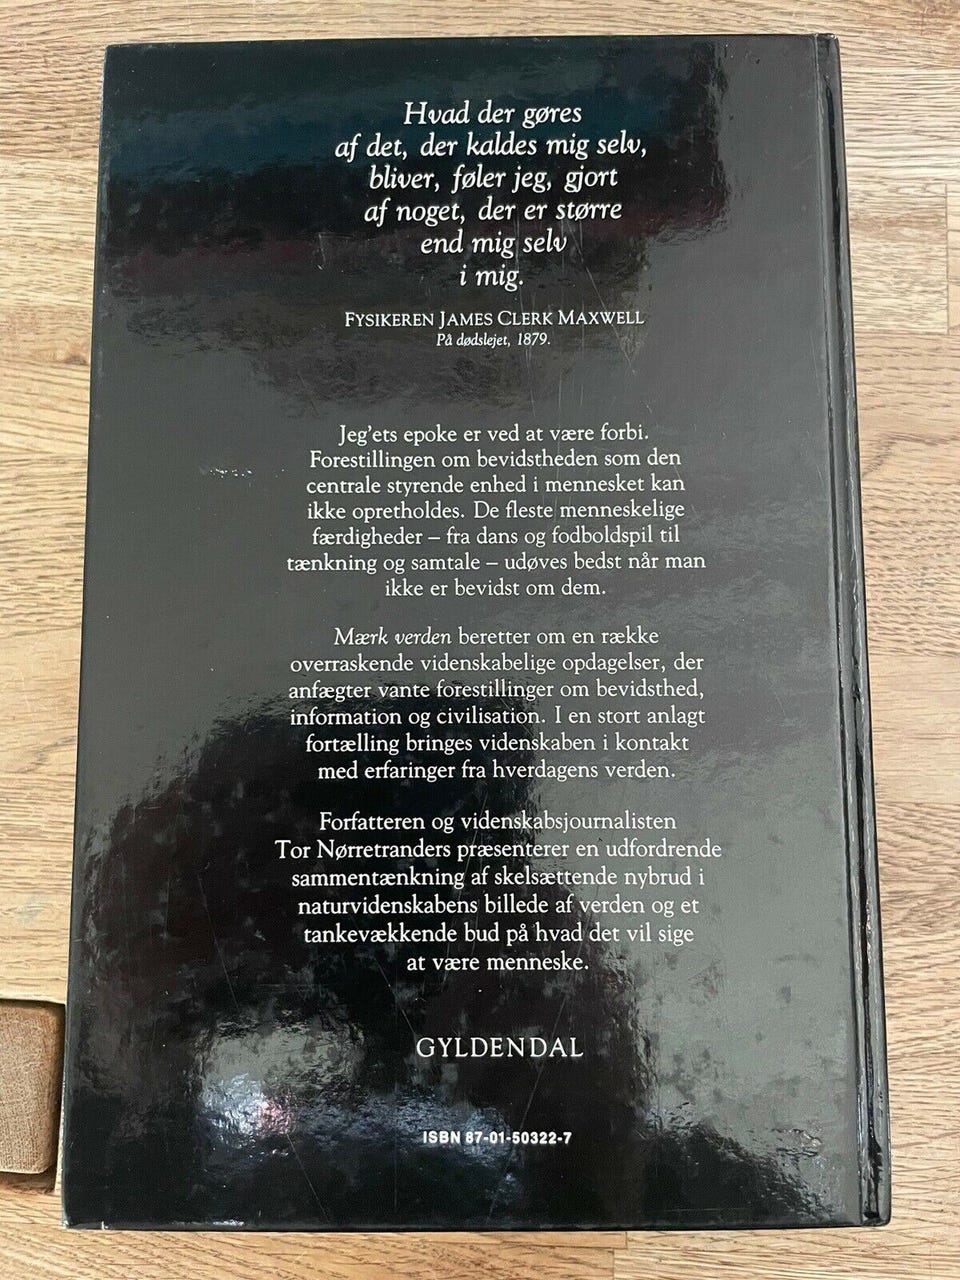 Hvad der gøres
af det, der kaldes mig selv,
bliver, føler jeg, gjort
af noget, der er større
end mig selv
i mig.
FYSIKEREN JAMES CLERK MAXWELL
På dødslejet, 1879.
Jeg'ets epoke er ved at være forbi.
Forestillingen om bevidstheden som den
centrale styrende enhed i mennesket kan
ikke opretholdes. De fleste menneskelige
færdigheder – fra dans og fodboldspil til
tænkning og samtale – udøves bedst når man
ikke er bevidst om dem.
Mærk verden beretter om en række
overraskende videnskabelige opdagelser, der
anfægter vante forestillinger om bevidsthed,
information og civilisation. I en stort anlagt
fortælling bringes videnskaben i kontakt
med erfaringer fra hverdagens verden.
Forfatteren og videnskabsjournalisten
Tor Nørretranders præsenterer en udfordrende
sammentænkning af skelsættende nybrud i
naturvidenskabens billede af verden og et
tankevækkende bud på hvad det vil sige
at være menneske.
GYLDENDAL
ISBN 87-01-50322-7